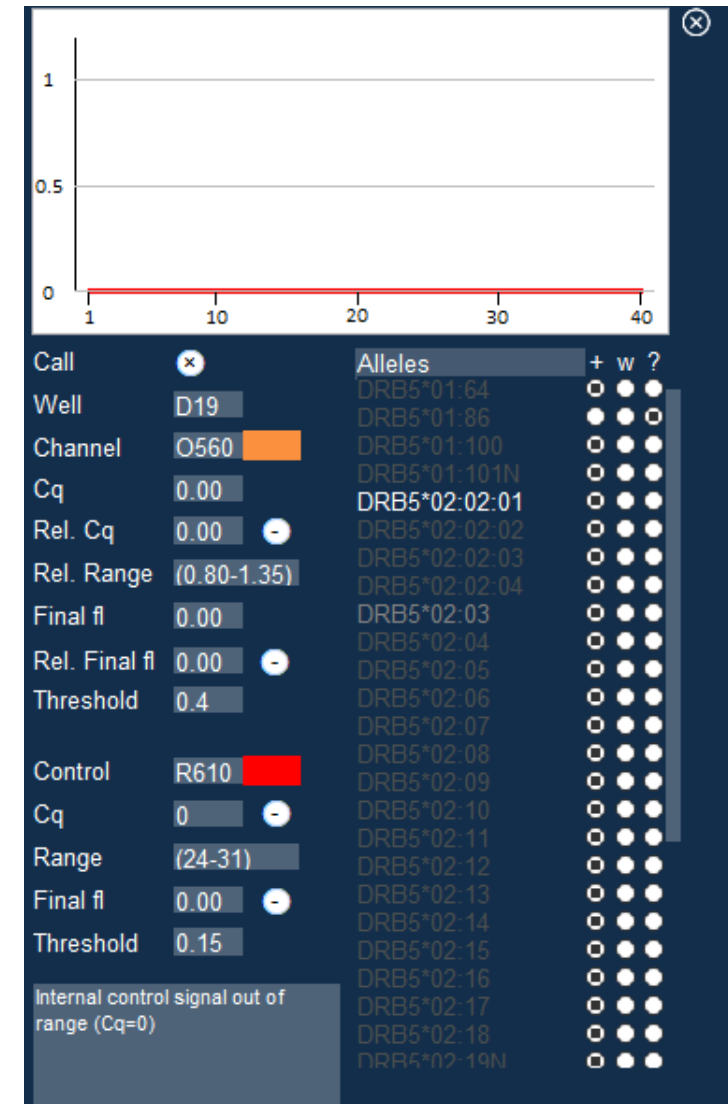 1
0.5
0
1 10 20 30 40
Call
Well D19
Channel O560
Cq 0.00
Rel. Cq 0.00 -
Rel. Range (0.80-1.35)
Final fl 0.00
Rel. Final fl 0.00 -
Threshold 0.4
Control R610
Cq 0 -
Range (24-31)
Final fl 0.00 -
Threshold 0.15
Internal control signal out of
range (Cq=0)
Alleles + w ?
DRB5*01:64
DRB5*01:86
DRB5*01:100
DRB5*01:101N
DRB5*02:02:01
DRB5*02:02:02
DRB5*02:02:03
DRB5*02:02:04
DRB5*02:03
DRB5*02:04
DRB5*02:05
DRB5*02:06
DRB5*02:07
DRB5*02:08
DRB5*02:09
DRB5*02:10
DRB5*02:11
DRB5*02:12
DRB5*02:13
DRB5*02:14
DRB5*02:15
DRB5*02:16
DRB5*02:17
DRB5*02:18
DRB5*02:19N